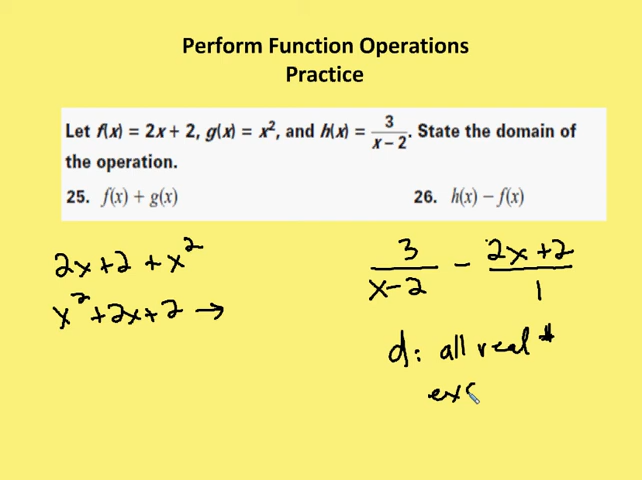 Perform Function Operations
Practice
Let f(x) = 2x + 2, g(x) = x², and h(x) = 3/(x − 2). State the domain of
the operation.
25. f(x) + g(x)
26. h(x) − f(x)
2x+2 + x²
x² + 2x + 2 →
3/(x−2) − (2x+2)/1
d: all real #
exc